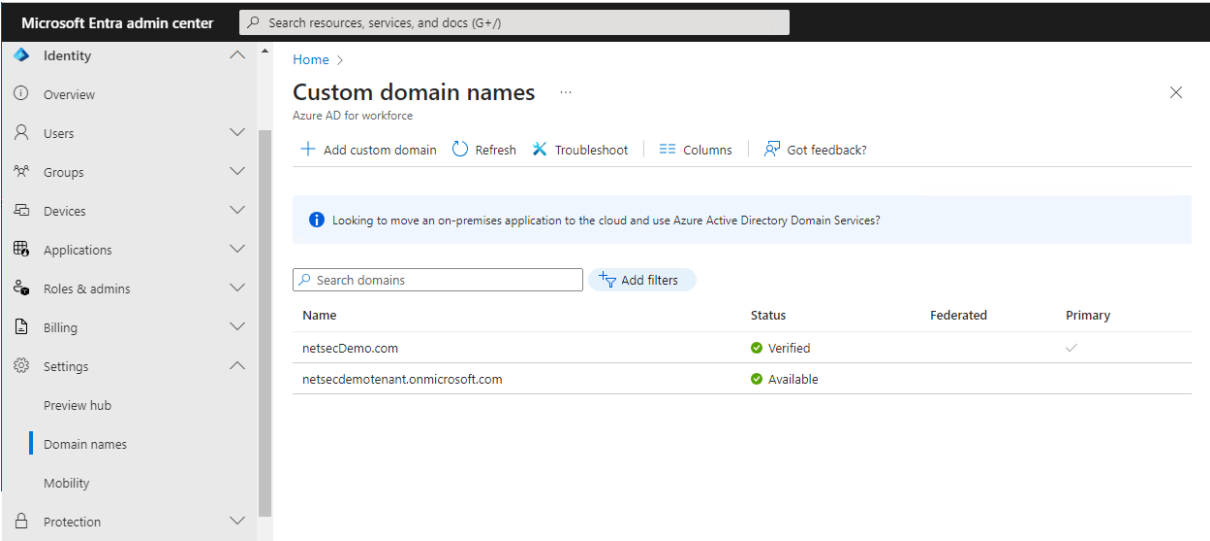 Microsoft Entra admin center
Search resources, services, and docs (G+/)
Identity
Overview
Users
Groups
Devices
Applications
Roles & admins
Billing
Settings
Preview hub
Domain names
Mobility
Protection
Home >
Custom domain names ...
Azure AD for workforce
Add custom domain Refresh Troubleshoot Columns Got feedback?
Looking to move an on-premises application to the cloud and use Azure Active Directory Domain Services?
Search domains Add filters
Name Status Federated Primary
netsecDemo.com Verified
netsecdemotenant.onmicrosoft.com Available